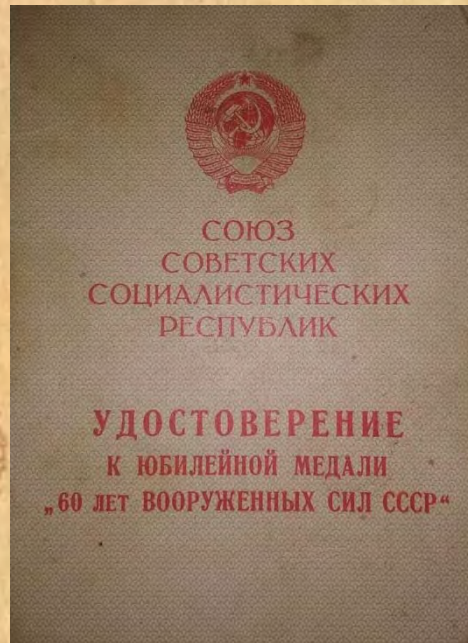 СОЮЗ
СОВЕТСКИХ
СОЦИАЛИСТИЧЕСКИХ
РЕСПУБЛИК
УДОСТОВЕРЕНИЕ
К ЮБИЛЕЙНОЙ МЕДАЛИ
„60 ЛЕТ ВООРУЖЕННЫХ СИЛ СССР“